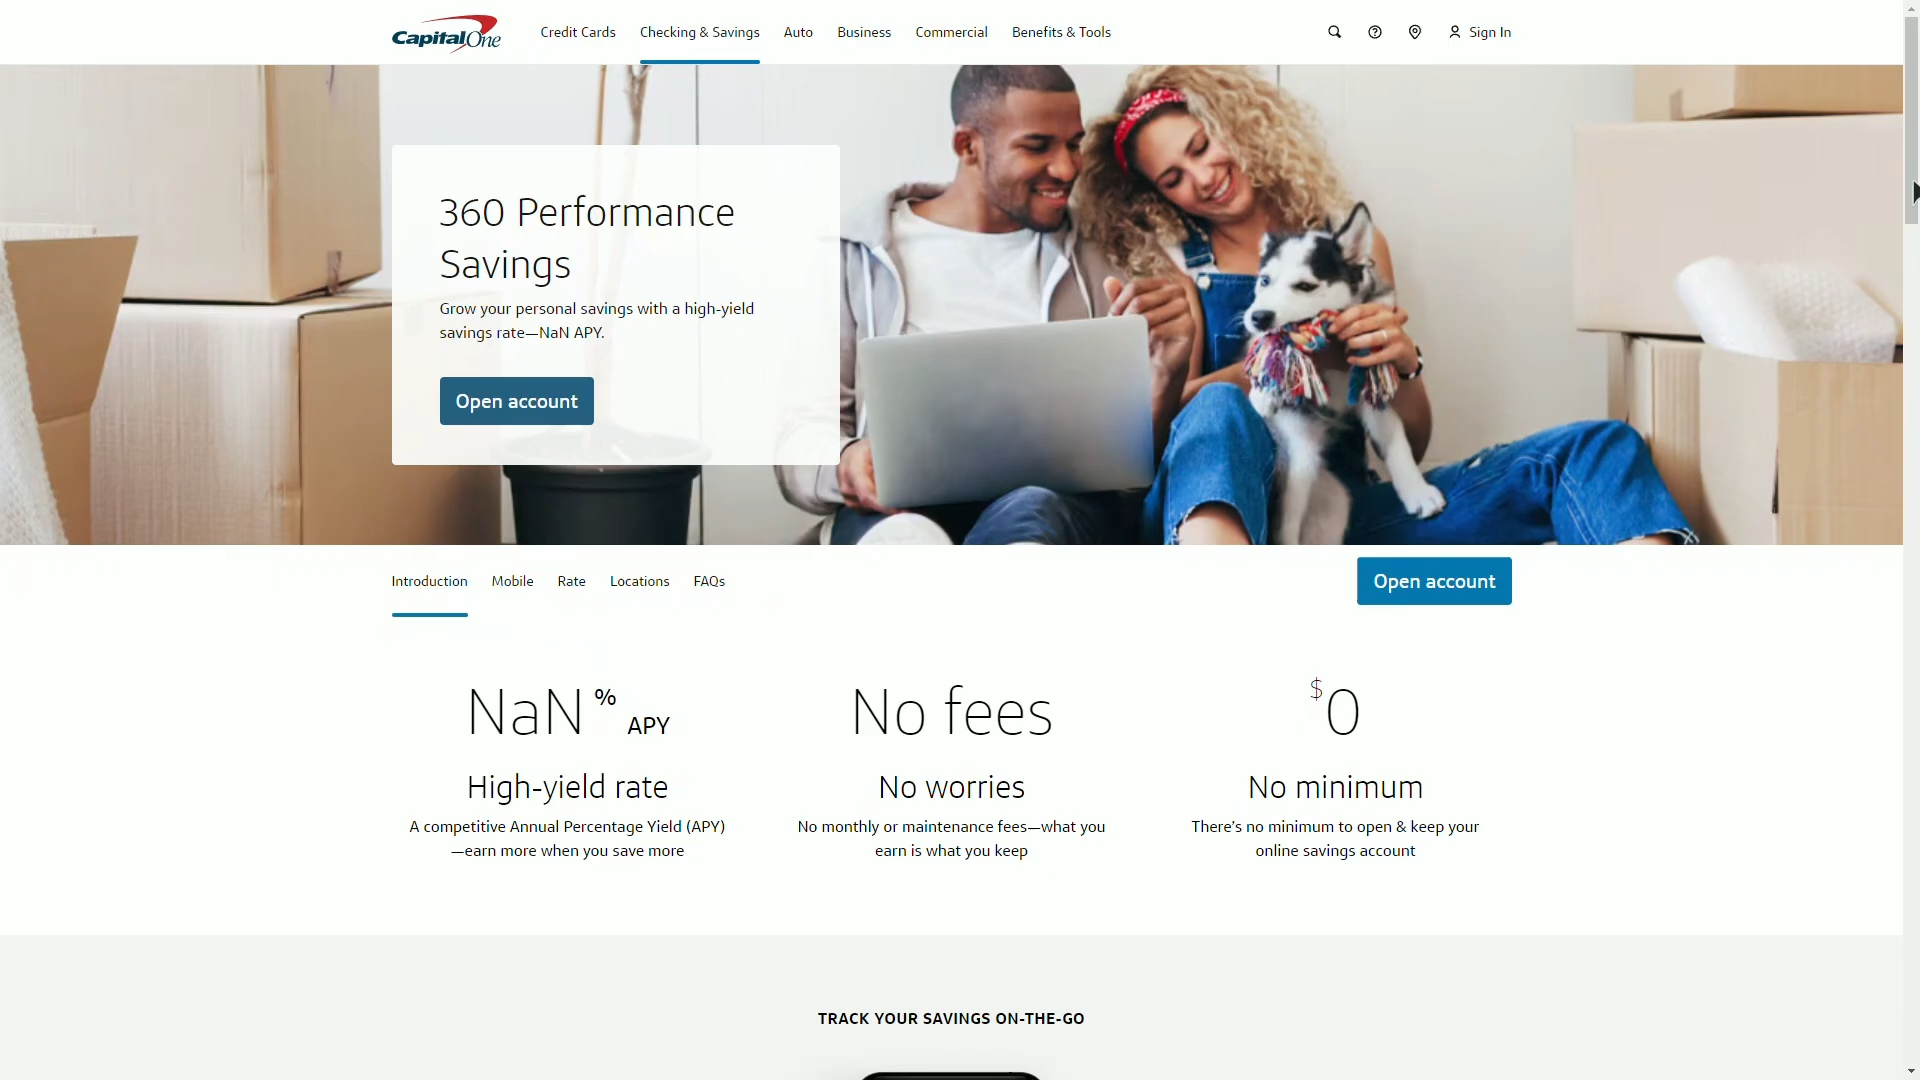 CapitalOne
Credit Cards
Checking & Savings
Auto
Business
Commercial
Benefits & Tools
Sign In
360 Performance
Savings
Grow your personal savings with a high-yield
savings rate—NaN APY.
Open account
Introduction
Mobile
Rate
Locations
FAQs
Open account
NaN % APY
High-yield rate
A competitive Annual Percentage Yield (APY)
—earn more when you save more
No fees
No worries
No monthly or maintenance fees—what you
earn is what you keep
$0
No minimum
There’s no minimum to open & keep your
online savings account
TRACK YOUR SAVINGS ON-THE-GO